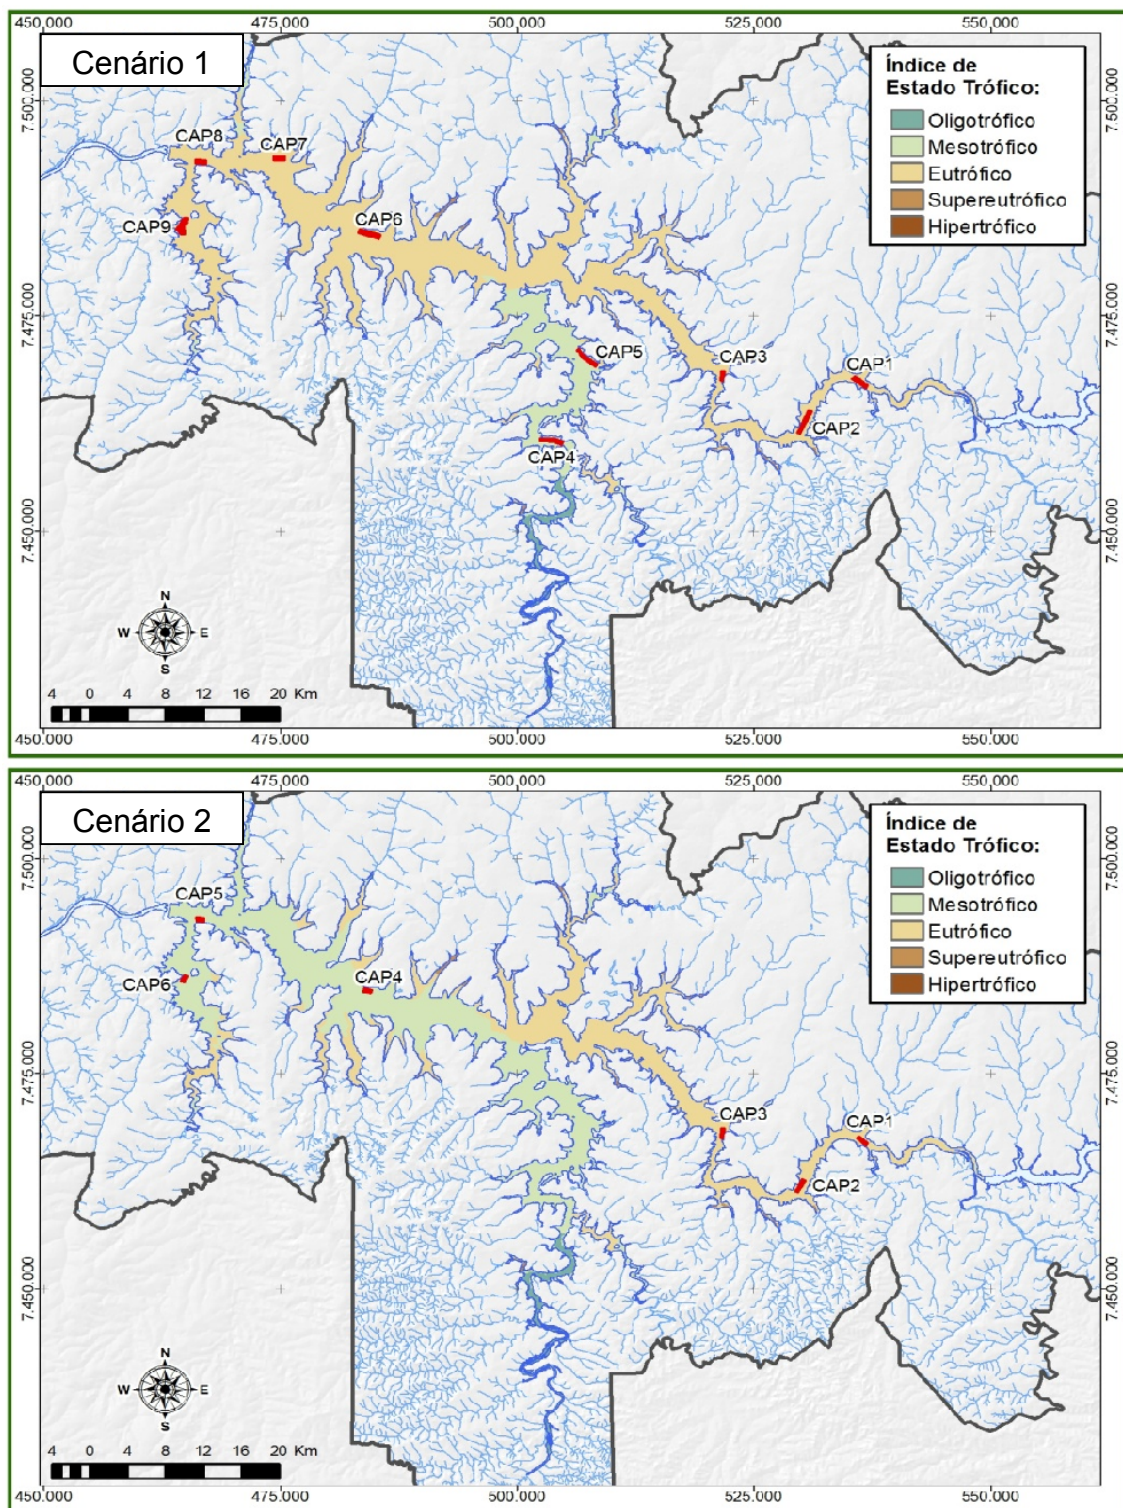 450.000
475.000
500.000
525.000
550.000
Cenário 1
Índice de
Estado Trófico:
Oligotrófico
Mesotrófico
Eutrófico
Supereutrófico
Hipertrófico
7.500.000
7.500.000
CAP8
CAP7
CAP9
CAP6
7.475.000
7.475.000
CAP5
CAP3
CAP1
CAP2
CAP4
7.450.000
7.450.000
N
W
E
S
4 0 4 8 12 16 20 Km
450.000
475.000
500.000
525.000
550.000
450.000
475.000
500.000
525.000
550.000
Cenário 2
Índice de
Estado Trófico:
Oligotrófico
Mesotrófico
Eutrófico
Supereutrófico
Hipertrófico
7.500.000
7.500.000
CAP5
CAP6
CAP4
7.475.000
7.475.000
CAP3
CAP1
CAP2
7.450.000
7.450.000
N
W
E
S
4 0 4 8 12 16 20 Km
450.000
475.000
500.000
525.000
550.000